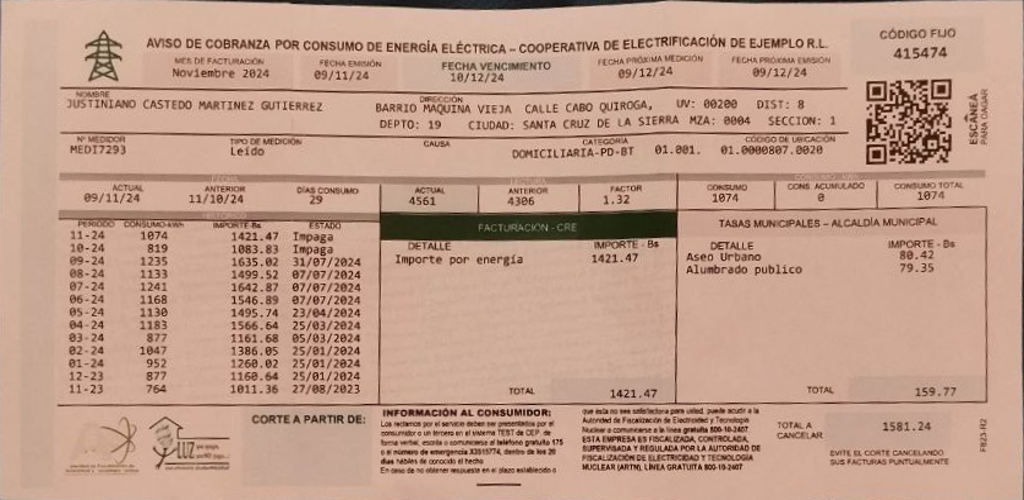 AVISO DE COBRANZA POR CONSUMO DE ENERGÍA ELÉCTRICA – COOPERATIVA DE ELECTRIFICACIÓN DE EJEMPLO R.L.
CÓDIGO FIJO
415474
MES DE FACTURACIÓN FECHA EMISIÓN FECHA VENCIMIENTO FECHA PRÓXIMA MEDICIÓN FECHA PRÓXIMA EMISIÓN
Noviembre 2024 09/11/24 10/12/24 09/12/24 09/12/24
NOMBRE DIRECCIÓN
JUSTINIANO CASTEDO MARTINEZ GUTIERREZ BARRIO MAQUINA VIEJA CALLE CABO QUIROGA, UV: 00200 DIST: 8
DEPTO: 19 CIUDAD: SANTA CRUZ DE LA SIERRA MZA: 0004 SECCION: 1
ESCANÉA
PARA PAGAR
Nº MEDIDOR TIPO DE MEDICIÓN CAUSA CATEGORÍA CÓDIGO DE UBICACIÓN
MEDI7293 Leído DOMICILIARIA-PD-BT 01.001. 01.0000807.0020
FECHA LECTURA CONSUMO - kWh
ACTUAL ANTERIOR DÍAS CONSUMO ACTUAL ANTERIOR FACTOR CONSUMO CONS. ACUMULADO CONSUMO TOTAL
09/11/24 11/10/24 29 4561 4306 1.32 1074 0 1074
HISTÓRICO
PERIODO CONSUMO-kWh IMPORTE-Bs ESTADO
11-24 1074 1421.47 Impaga
10-24 819 1083.83 Impaga
09-24 1235 1635.02 31/07/2024
08-24 1133 1499.52 07/07/2024
07-24 1241 1642.87 07/07/2024
06-24 1168 1546.89 07/07/2024
05-24 1130 1495.74 23/04/2024
04-24 1183 1566.64 25/03/2024
03-24 877 1161.68 05/03/2024
02-24 1047 1386.05 25/01/2024
01-24 952 1260.02 25/01/2024
12-23 877 1160.64 25/01/2024
11-23 764 1011.36 27/08/2023
FACTURACIÓN - CRE
DETALLE IMPORTE - Bs
Importe por energía 1421.47
TOTAL 1421.47
TASAS MUNICIPALES – ALCALDÍA MUNICIPAL
DETALLE IMPORTE - Bs
Aseo Urbano 80.42
Alumbrado publico 79.35
TOTAL 159.77
LUZ
CORTE A PARTIR DE:
INFORMACIÓN AL CONSUMIDOR:
Los reclamos por el servicio deben ser presentados por el
consumidor o un terceros en el sistema TEST de CEP, de
forma verbal, escrita o comunicarse al teléfono gratuito 175
o el número de emergencia X3515774, dentro de los 20
días hábiles de conocido el hecho
En caso de no obtener respuesta en el plazo establecido o
que ésta no sea satisfactoria para usted, puede acudir a la
Autoridad de Fiscalización de Electricidad y Tecnología
Nuclear o comunicarse a línea gratuita 800-10-2407
ESTA EMPRESA ES FISCALIZADA, CONTROLADA,
SUPERVISADA Y REGULADA POR LA AUTORIDAD DE
FISCALIZACIÓN DE ELECTRICIDAD Y TECNOLOGÍA
NUCLEAR (ARTN), LÍNEA GRATUITA 800-10-2407
TOTAL A
CANCELAR 1581.24
EVITE EL CORTE CANCELANDO
SUS FACTURAS PUNTUALMENTE
F823-R2